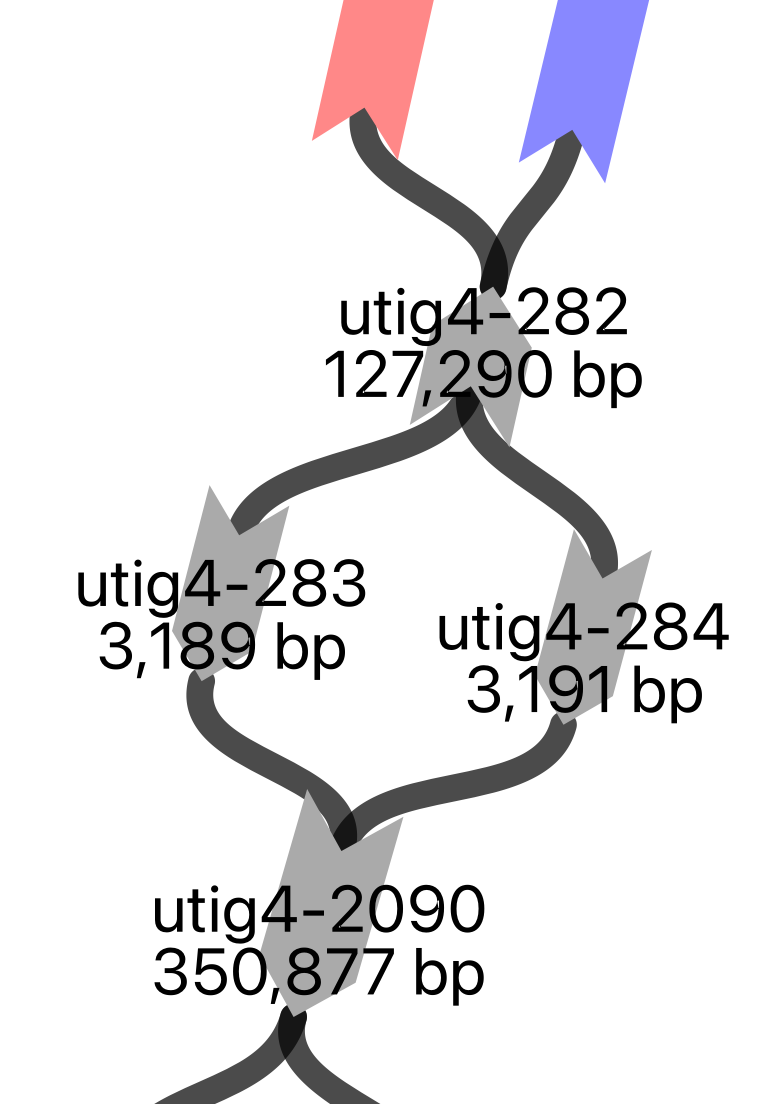 utig4-282
127,290 bp
utig4-283
3,189 bp
utig4-284
3,191 bp
utig4-2090
350,877 bp